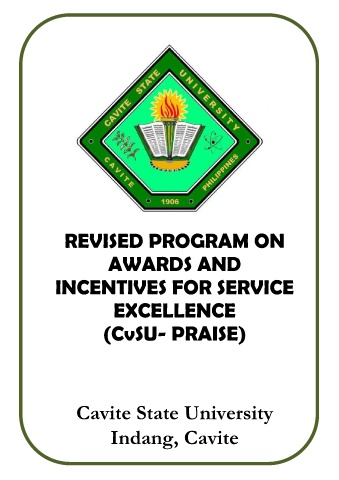 CAVITE STATE UNIVERSITY
CAVITE
PHILIPPINES
1906
REVISED PROGRAM ON
AWARDS AND
INCENTIVES FOR SERVICE
EXCELLENCE
(CvSU- PRAISE)
Cavite State University
Indang, Cavite